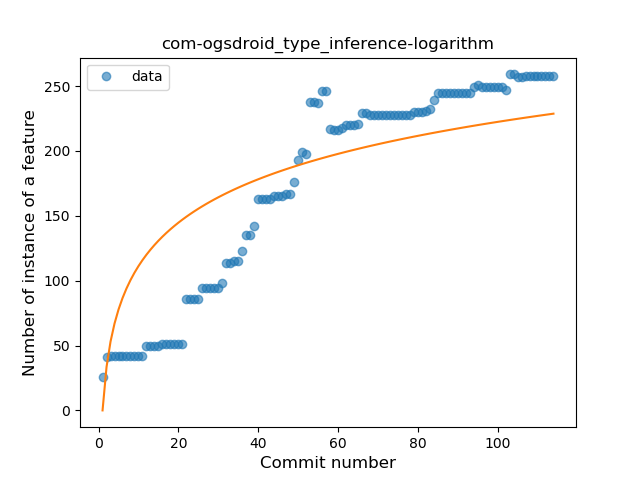 com-ogsdroid_type_inference-logarithm
data
Number of instance of a feature
250
200
150
100
50
0
0 20 40 60 80 100
Commit number